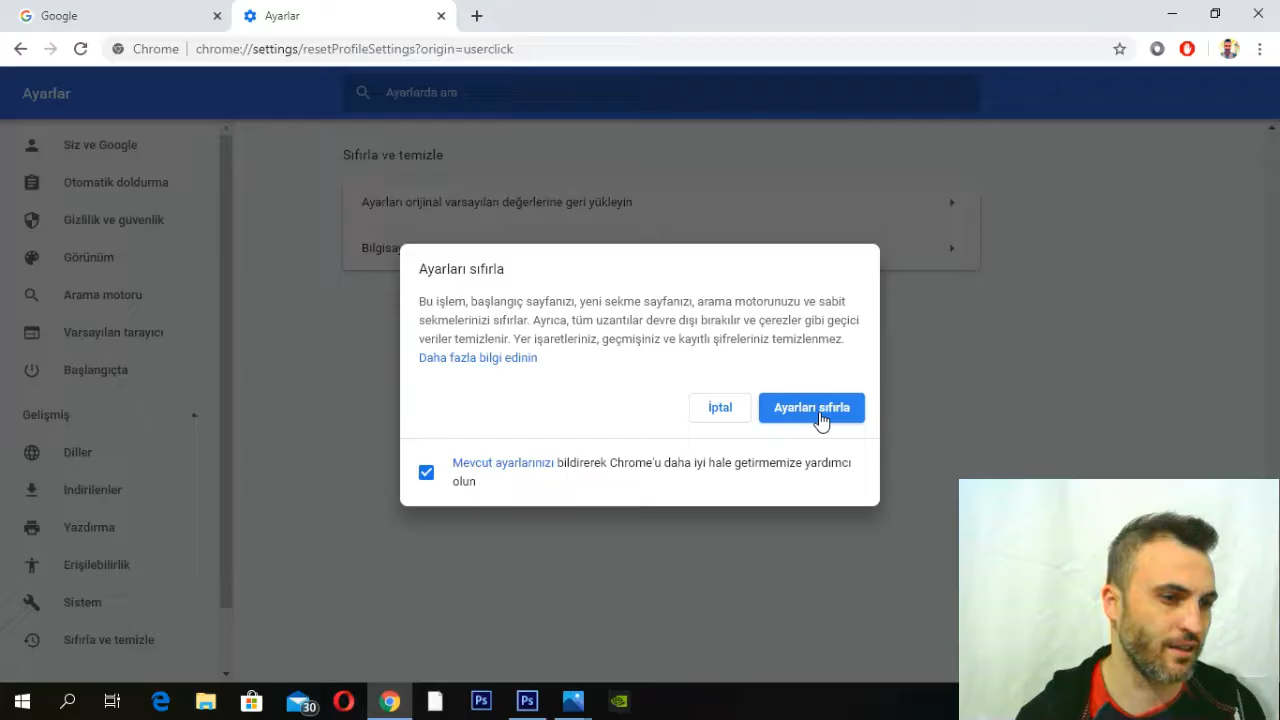 Google
Ayarlar
Chrome
chrome://settings/resetProfileSettings?origin=userclick
Ayarlar
Ayarlarda ara
Siz ve Google
Otomatik doldurma
Gizlilik ve guvenlik
Görünüm
Arama motoru
Varsayılan tarayıcı
Başlangıçta
Gelişmiş
Diller
İndirilenler
Yazdırma
Erişilebilirlik
Sistem
Sıfırla ve temizle
Sıfırla ve temizle
Ayarları orijinal varsayılan değerlerine geri yükleyin
Ayarları sıfırla
Bu işlem, başlangıç sayfanızı, yeni sekme sayfanızı, arama motorunuzu ve sabit
sekmelerinizi sıfırlar. Ayrıca, tüm uzantılar devre dışı bırakılır ve çerezler gibi geçici
veriler temizlenir. Yer işaretleriniz, geçmişiniz ve kayıtlı şifreleriniz temizlenmez.
Daha fazla bilgi edinin
İptal
Ayarları sıfırla
Mevcut ayarlarınızı bildirerek Chrome'u daha iyi hale getirmemize yardımcı
olun
30
Ps
Ps